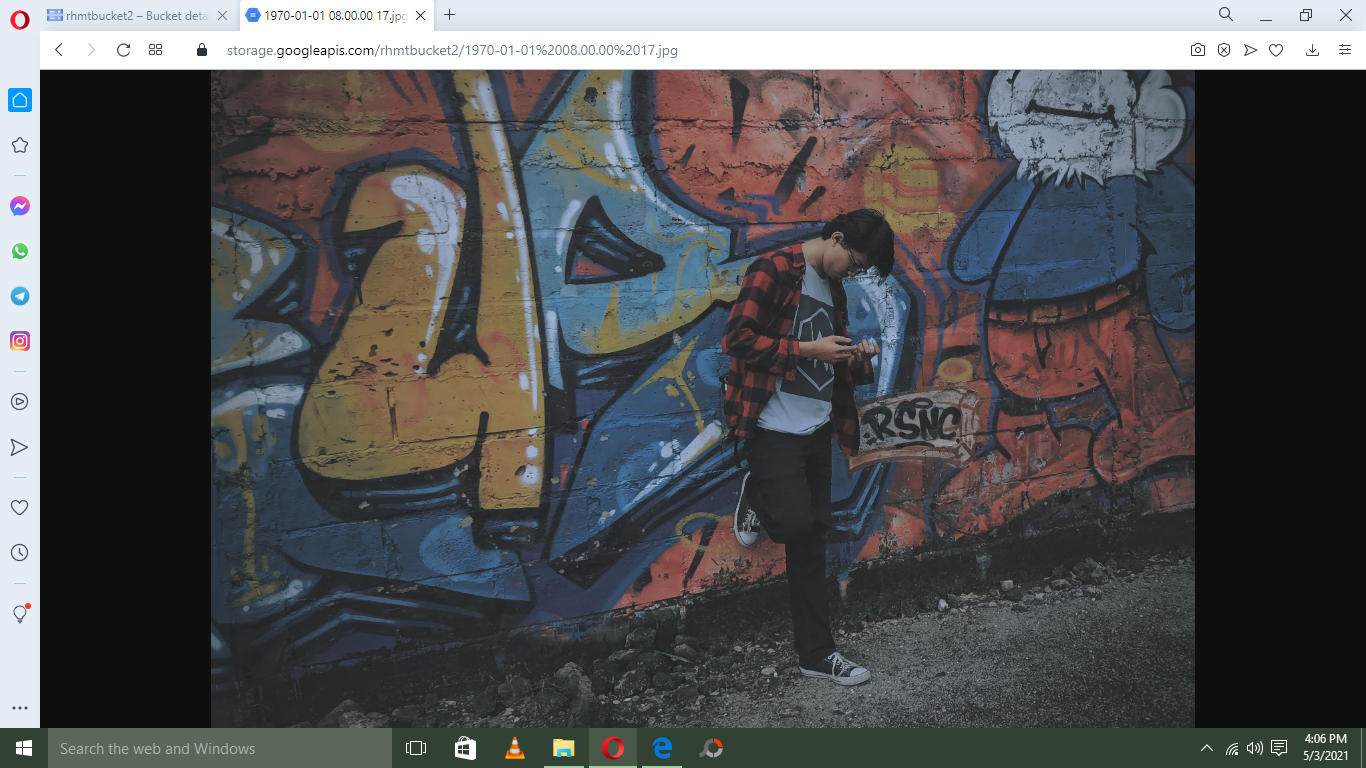 rhmtbucket2 – Bucket deta
1970-01-01 08.00.00 17.jpg
storage.googleapis.com/rhmtbucket2/1970-01-01%2008.00.00%2017.jpg
RSNC
Search the web and Windows
4:06 PM
5/3/2021